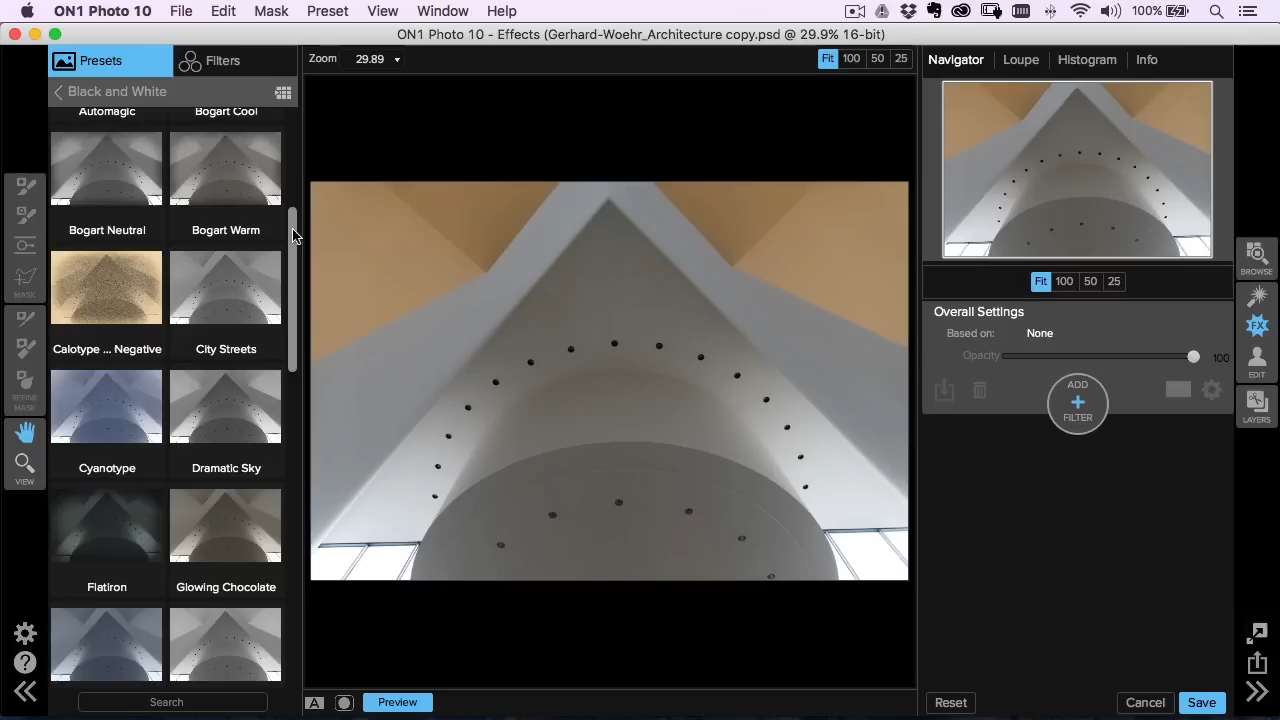 ON1 Photo 10 File Edit Mask Preset View Window Help 100%
ON1 Photo 10 - Effects (Gerhard-Woehr_Architecture copy.psd @ 29.9% 16-bit)
Presets Filters
Zoom 29.89
Fit 100 50 25
Navigator Loupe Histogram Info
Black and White
Automagic Bogart Cool
Bogart Neutral Bogart Warm
Calotype ... Negative City Streets
Cyanotype Dramatic Sky
Flatiron Glowing Chocolate
Search
MASK
REFINE
MASK
VIEW
A Preview
Fit 100 50 25
Overall Settings
Based on: None
Opacity 100
ADD
+
FILTER
BROWSE
FX
EDIT
LAYERS
Reset Cancel Save